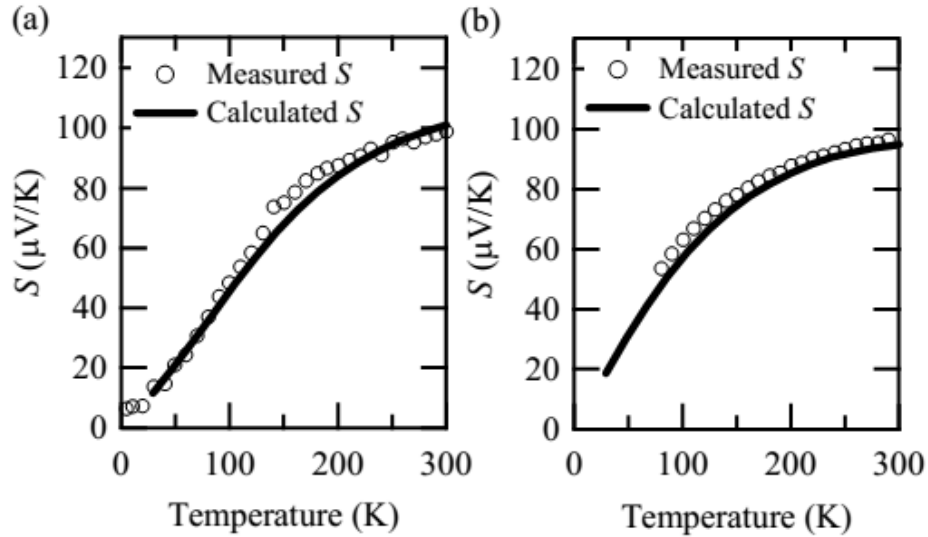 (a)
120
100
80
60
40
20
0
S (μV/K)
Measured S
Calculated S
0 100 200 300
Temperature (K)
(b)
120
100
80
60
40
20
0
S (μV/K)
Measured S
Calculated S
0 100 200 300
Temperature (K)